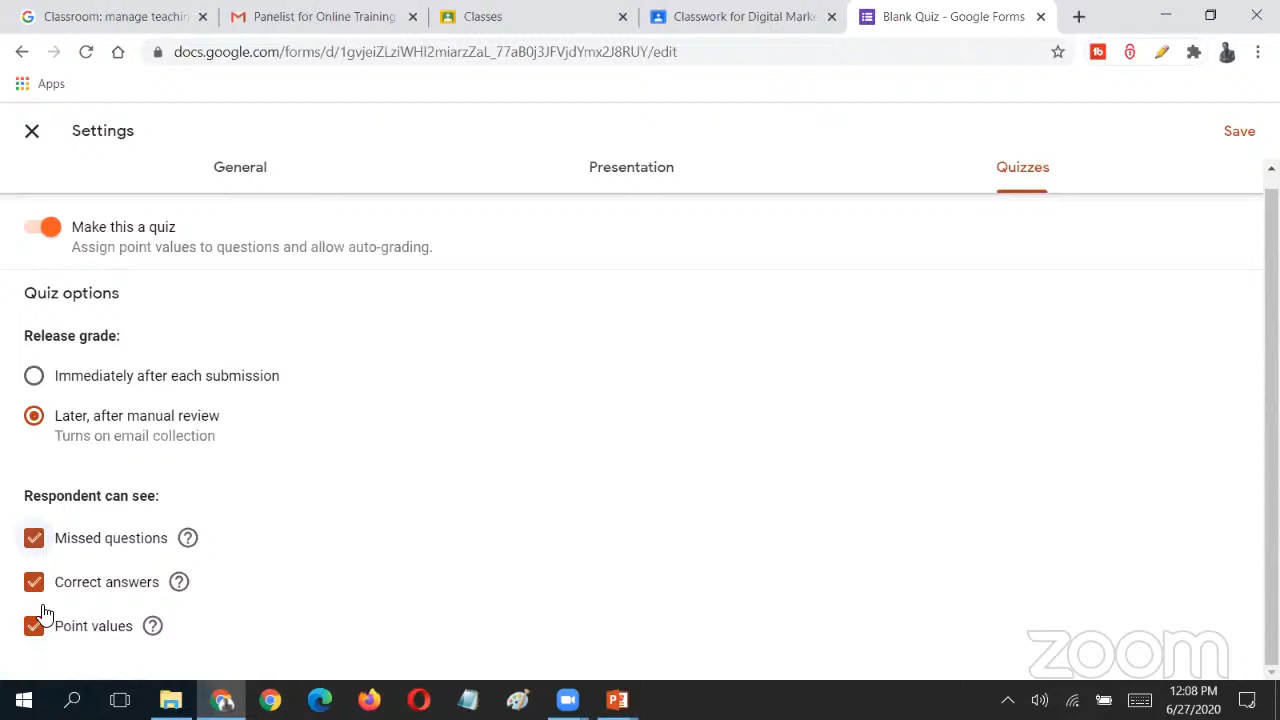 Classroom: manage teach
Panelist for Online Training
Classes
Classwork for Digital Mark
Blank Quiz - Google Forms
docs.google.com/forms/d/1gvjeiZLziWHI2miarzZaL_77aB0j3JFVjdYmx2J8RUY/edit
Apps
Settings
Save
General
Presentation
Quizzes
Make this a quiz
Assign point values to questions and allow auto-grading.
Quiz options
Release grade:
Immediately after each submission
Later, after manual review
Turns on email collection
Respondent can see:
Missed questions
Correct answers
Point values
zoom
12:08 PM
6/27/2020